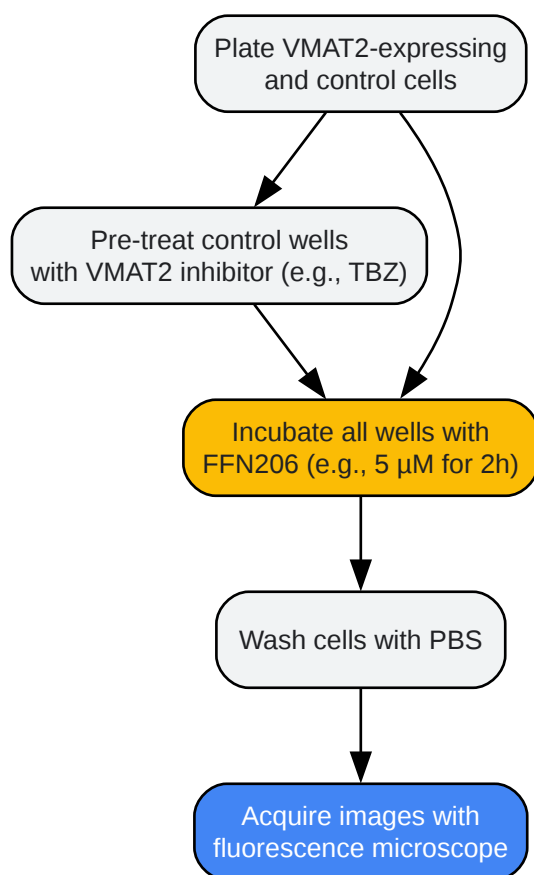 Plate VMAT2-expressing
and control cells
Pre-treat control wells
with VMAT2 inhibitor (e.g., TBZ)
Incubate all wells with
FFN206 (e.g., 5 µM for 2h)
Wash cells with PBS
Acquire images with
fluorescence microscope